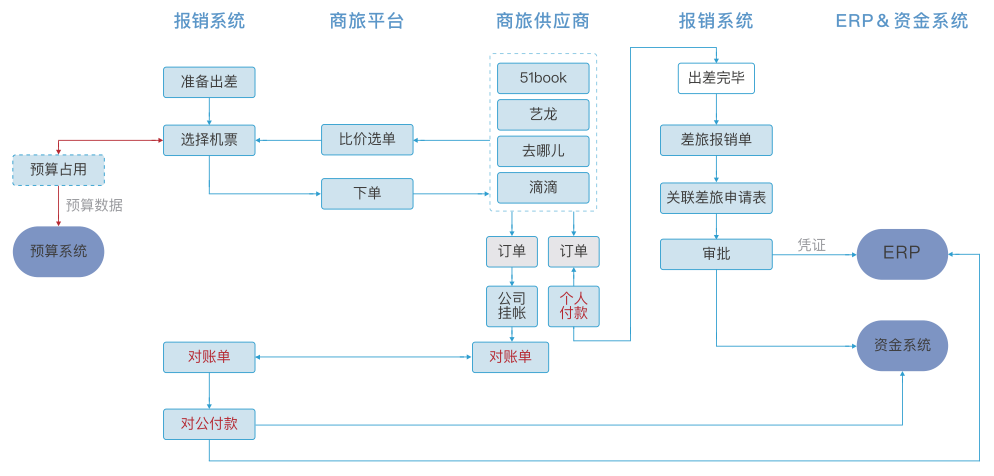 报销系统
商旅平台
商旅供应商
报销系统
ERP＆资金系统
准备出差
选择机票
比价选单
下单
预算占用
预算数据
预算系统
51book
艺龙
去哪儿
滴滴
订单
订单
公司
挂帐
个人
付款
对账单
对账单
对公付款
出差完毕
差旅报销单
关联差旅申请表
审批
凭证
ERP
资金系统